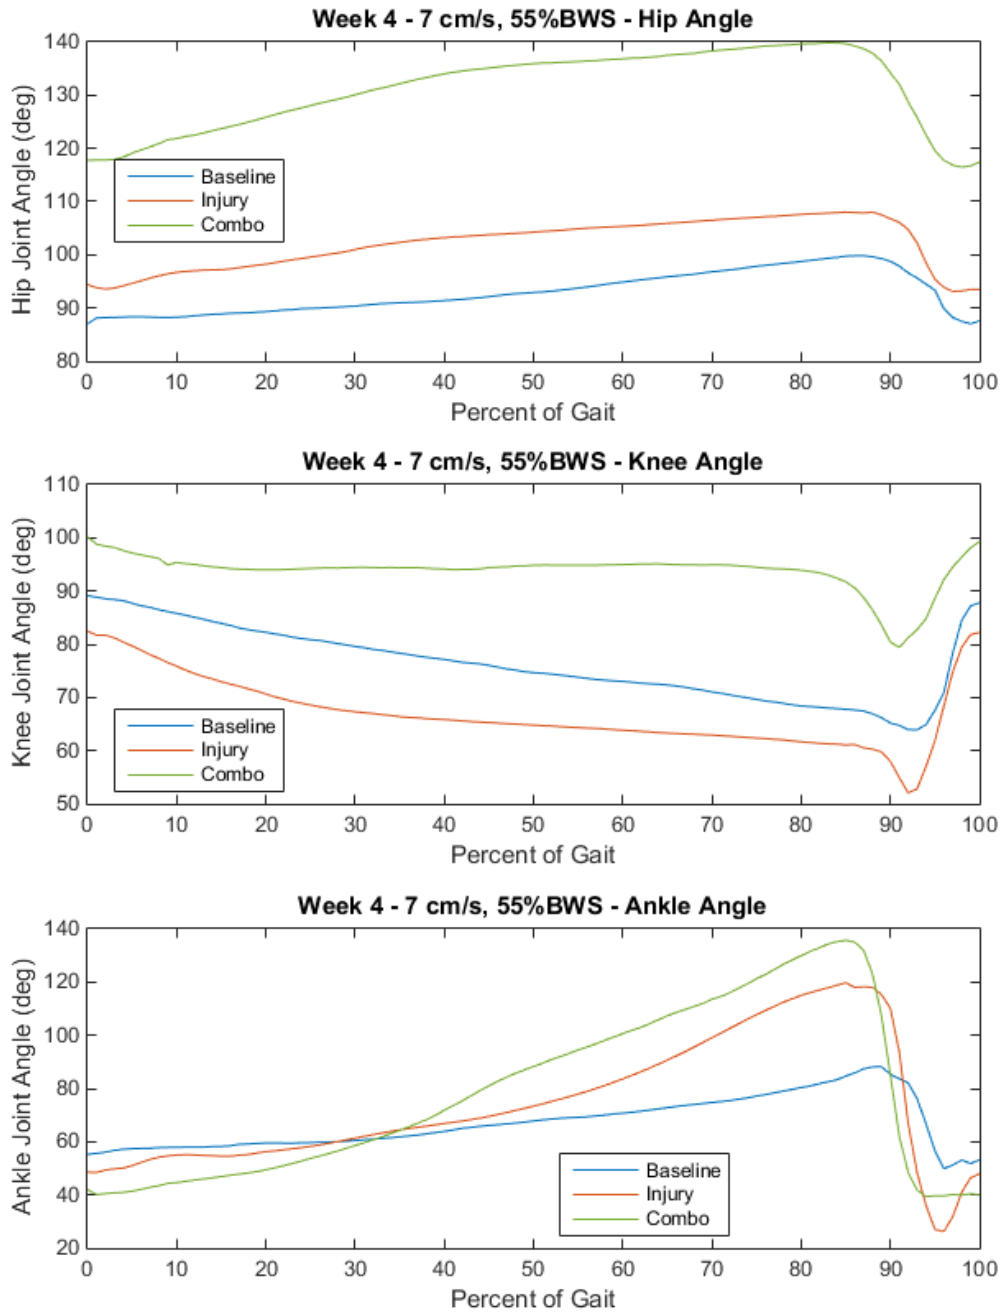 Week 4 - 7 cm/s, 55%BWS - Hip Angle
Hip Joint Angle (deg)
140
130
120
110
100
90
80
Baseline
Injury
Combo
0 10 20 30 40 50 60 70 80 90 100
Percent of Gait
Week 4 - 7 cm/s, 55%BWS - Knee Angle
Knee Joint Angle (deg)
110
100
90
80
70
60
50
Baseline
Injury
Combo
0 10 20 30 40 50 60 70 80 90 100
Percent of Gait
Week 4 - 7 cm/s, 55%BWS - Ankle Angle
Ankle Joint Angle (deg)
140
120
100
80
60
40
20
Baseline
Injury
Combo
0 10 20 30 40 50 60 70 80 90 100
Percent of Gait